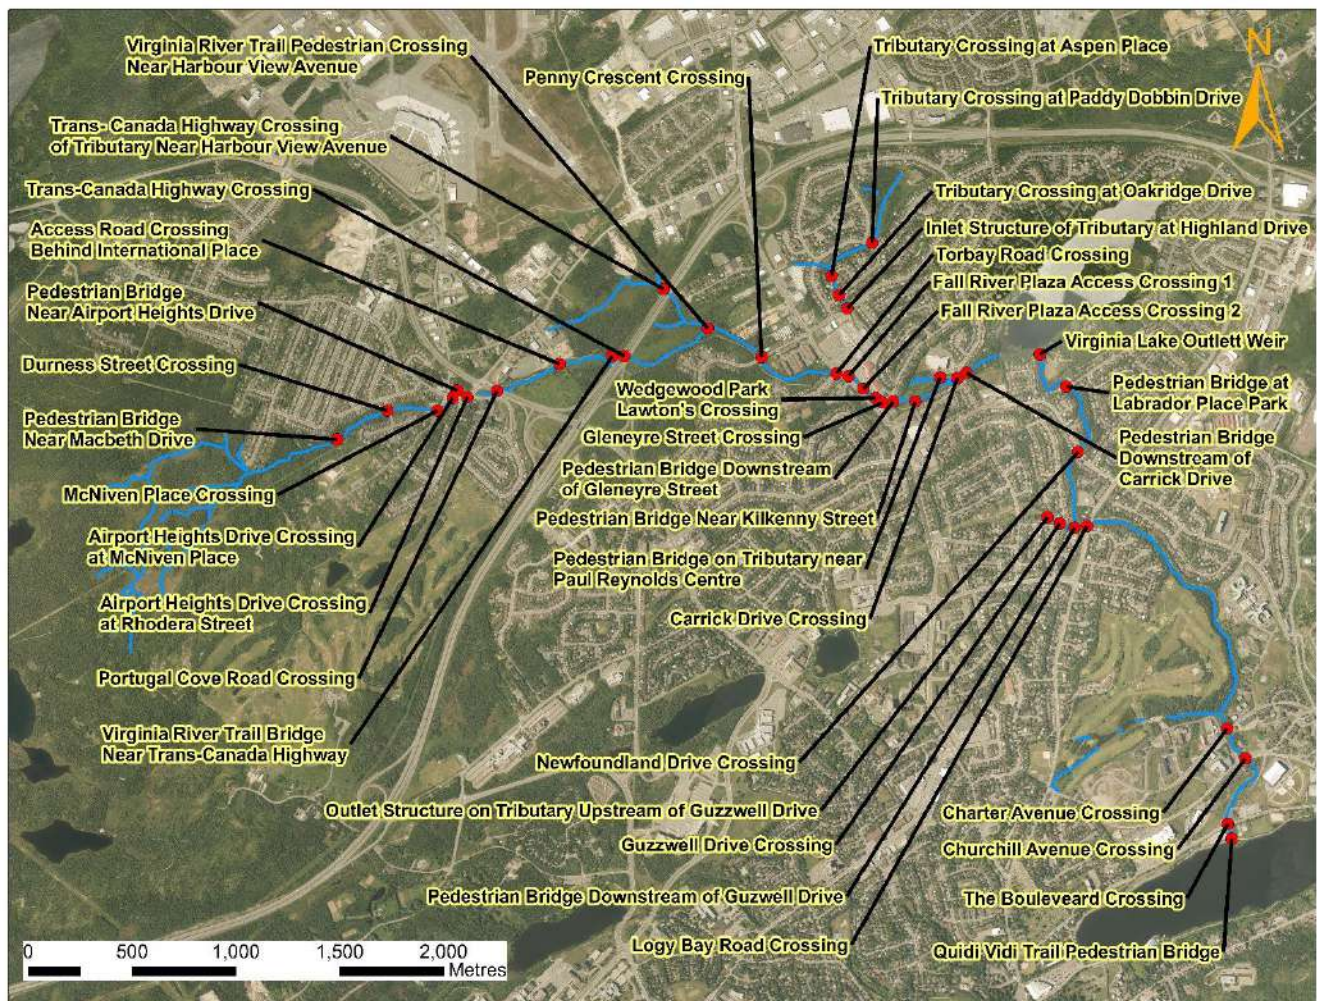 Virginia River Trail Pedestrian Crossing
Near Harbour View Avenue
Tributary Crossing at Aspen Place
N
Penny Crescent Crossing
Tributary Crossing at Paddy Dobbin Drive
Trans-Canada Highway Crossing
of Tributary Near Harbour View Avenue
Trans-Canada Highway Crossing
Tributary Crossing at Oakridge Drive
Access Road Crossing
Behind International Place
Inlet Structure of Tributary at Highland Drive
Torbay Road Crossing
Pedestrian Bridge
Near Airport Heights Drive
Fall River Plaza Access Crossing 1
Fall River Plaza Access Crossing 2
Virginia Lake Outlett Weir
Durness Street Crossing
Wedgewood Park
Lawton's Crossing
Pedestrian Bridge at
Labrador Place Park
Pedestrian Bridge
Near Macbeth Drive
Gleneyre Street Crossing
Pedestrian Bridge
Downstream of
Carrick Drive
Pedestrian Bridge Downstream
of Gleneyre Street
McNiven Place Crossing
Pedestrian Bridge Near Kilkenny Street
Airport Heights Drive Crossing
at McNiven Place
Pedestrian Bridge on Tributary near
Paul Reynolds Centre
Airport Heights Drive Crossing
at Rhodera Street
Carrick Drive Crossing
Portugal Cove Road Crossing
Virginia River Trail Bridge
Near Trans-Canada Highway
Newfoundland Drive Crossing
Outlet Structure on Tributary Upstream of Guzzwell Drive
Charter Avenue Crossing
Guzzwell Drive Crossing
Churchill Avenue Crossing
Pedestrian Bridge Downstream of Guzwell Drive
The Bouleveard Crossing
Logy Bay Road Crossing
Quidi Vidi Trail Pedestrian Bridge
0 500 1,000 1,500 2,000
Metres